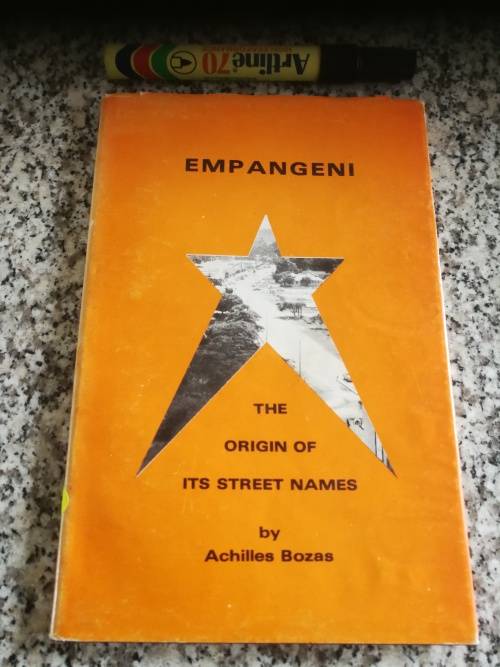 Artline 70
EMPANGENI
THE
ORIGIN OF
ITS STREET NAMES
by
Achilles Bozas